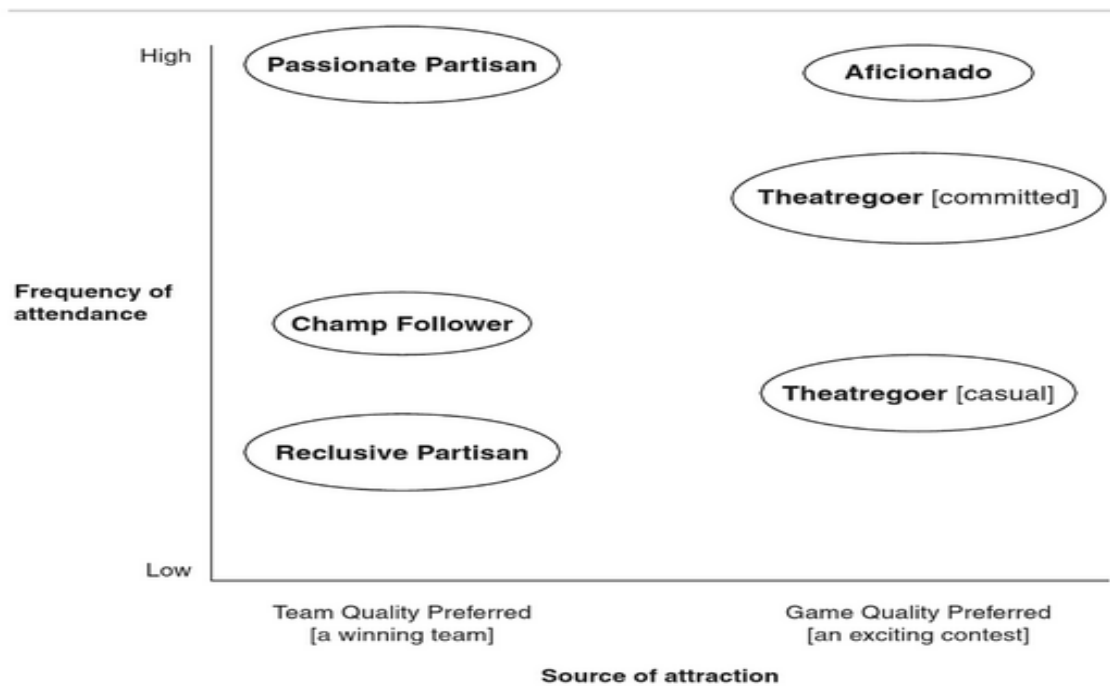 High
Passionate Partisan
Aficionado
Theatregoer [committed]
Frequency of
attendance
Champ Follower
Theatregoer [casual]
Reclusive Partisan
Low
Team Quality Preferred
[a winning team]
Game Quality Preferred
[an exciting contest]
Source of attraction